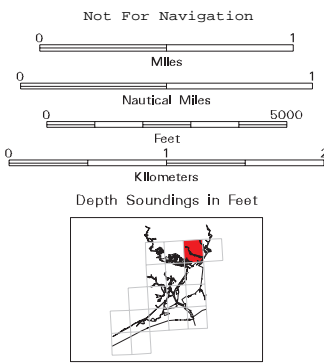 Not For Navigation
0 1
Miles
0 1
Nautical Miles
0 5000
Feet
0 1 2
Kilometers
Depth Soundings in Feet